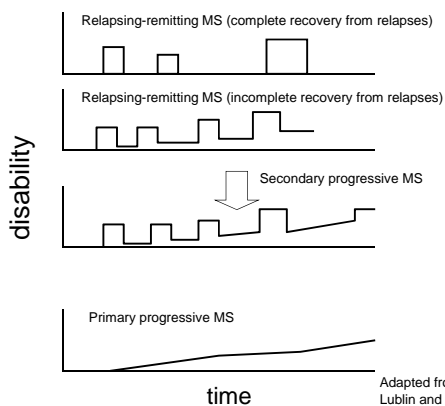 Relapsing-remitting MS (complete recovery from relapses)
Relapsing-remitting MS (incomplete recovery from relapses)
disability
Secondary progressive MS
Primary progressive MS
time
Adapted fro
Lublin and